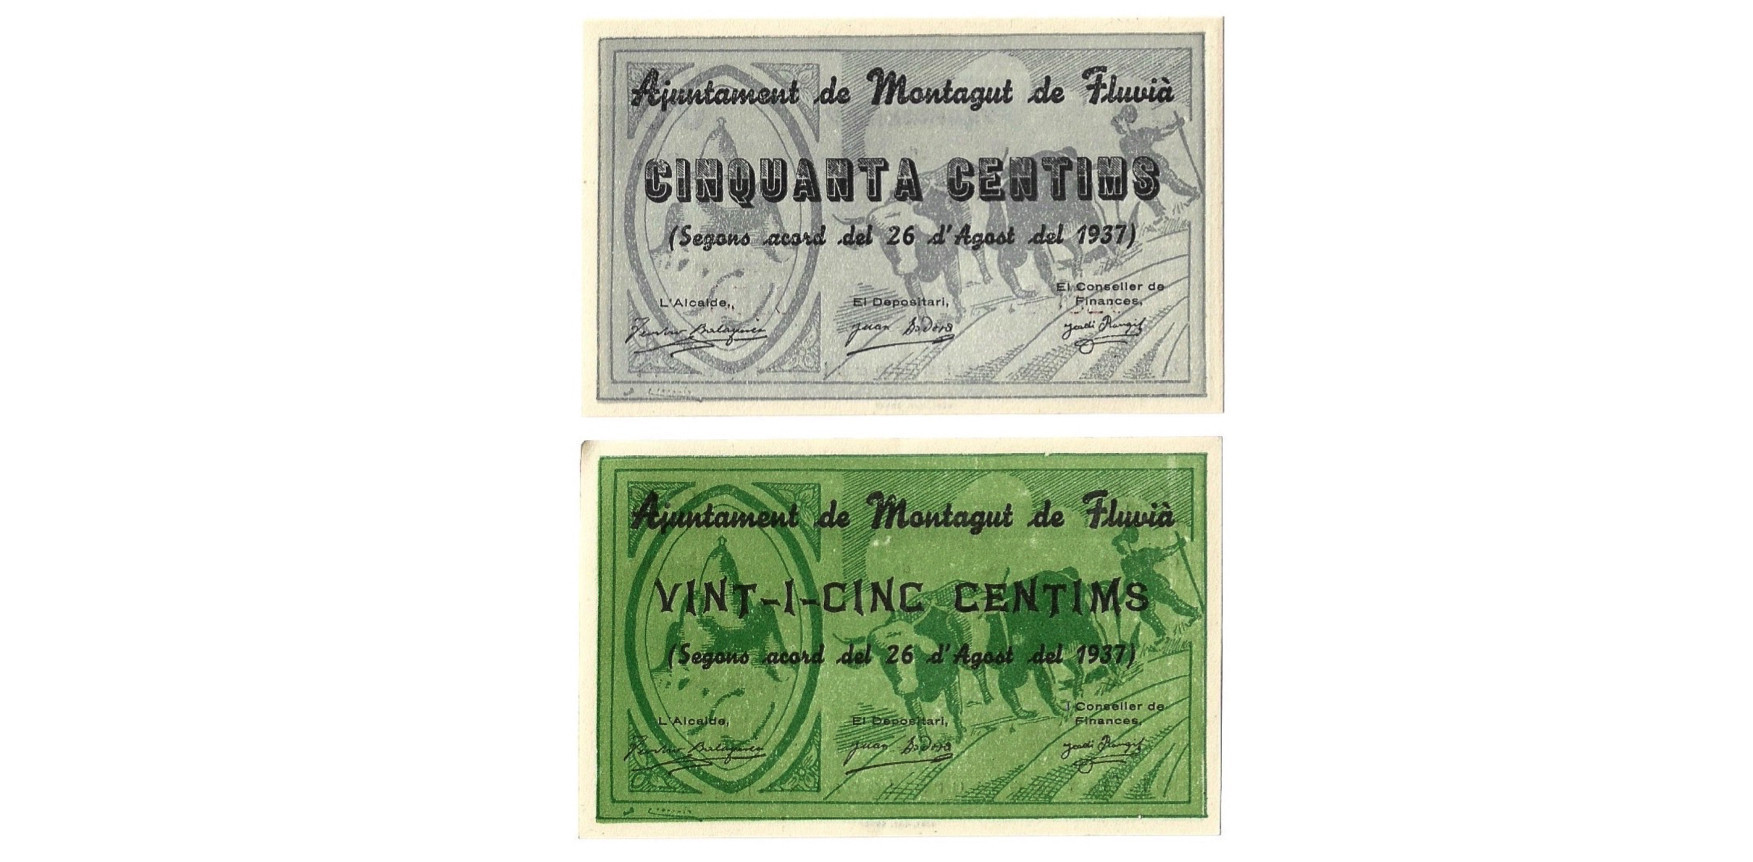 Ajuntament de Montagut de Fluvià
CINQUANTA CENTIMS
(Segons acord del 26 d'Agost del 1937)
L'Alcalde,
El Depositari,
El Conseller de
Finances,
Ajuntament de Montagut de Fluvià
VINT-I-CINC CENTIMS
(Segons acord del 26 d'Agost del 1937)
L'Alcalde,
El Depositari,
l Conseller de
Finances,